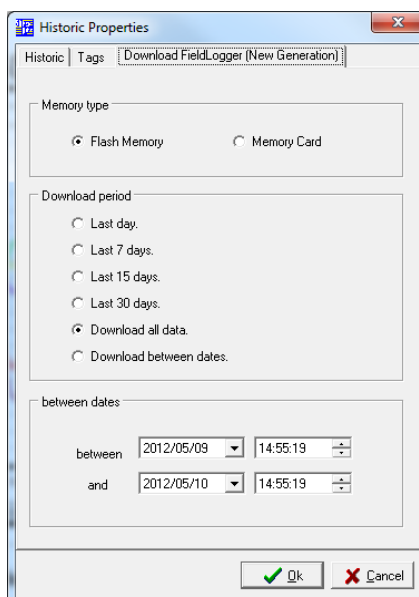 Historic Properties
Historic Tags Download FieldLogger (New Generation)
Memory type
Flash Memory Memory Card
Download period
Last day.
Last 7 days.
Last 15 days.
Last 30 days.
Download all data.
Download between dates.
between dates
between 2012/05/09 14:55:19
and 2012/05/10 14:55:19
Ok Cancel